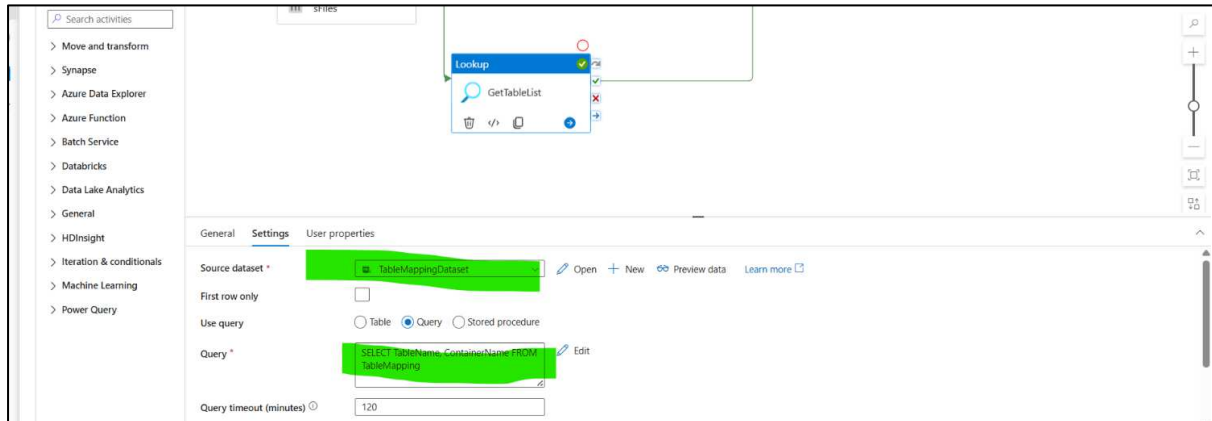 sFiles
Search activities
Move and transform
Synapse
Azure Data Explorer
Azure Function
Batch Service
Databricks
Data Lake Analytics
General
HDInsight
Iteration & conditionals
Machine Learning
Power Query
Lookup
GetTableList
General Settings User properties
Source dataset * TableMappingDataset Open New Preview data Learn more
First row only
Use query Table Query Stored procedure
Query * SELECT TableName, ContainerName FROM Edit
TableMapping
Query timeout (minutes) 120